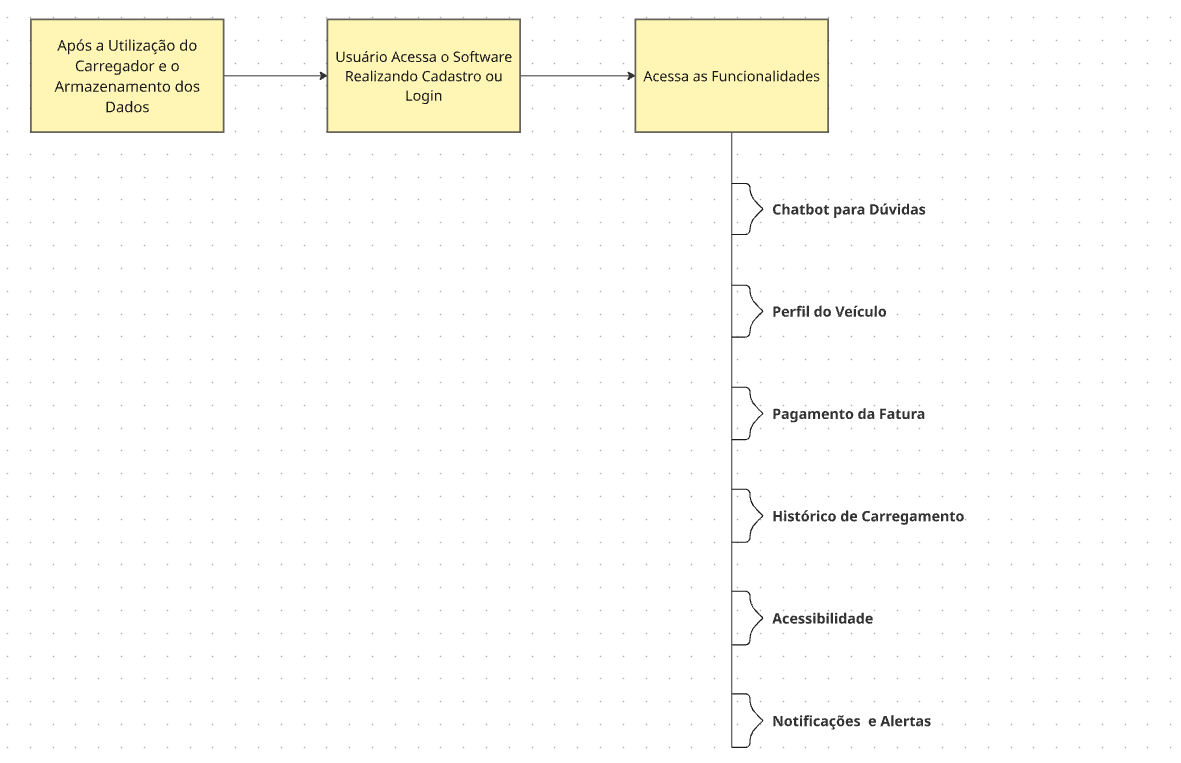 Após a Utilização do
Carregador e o
Armazenamento dos
Dados
Usuário Acessa o Software
Realizando Cadastro ou
Login
Acessa as Funcionalidades
Chatbot para Dúvidas
Perfil do Veículo
Pagamento da Fatura
Histórico de Carregamento
Acessibilidade
Notificações  e Alertas